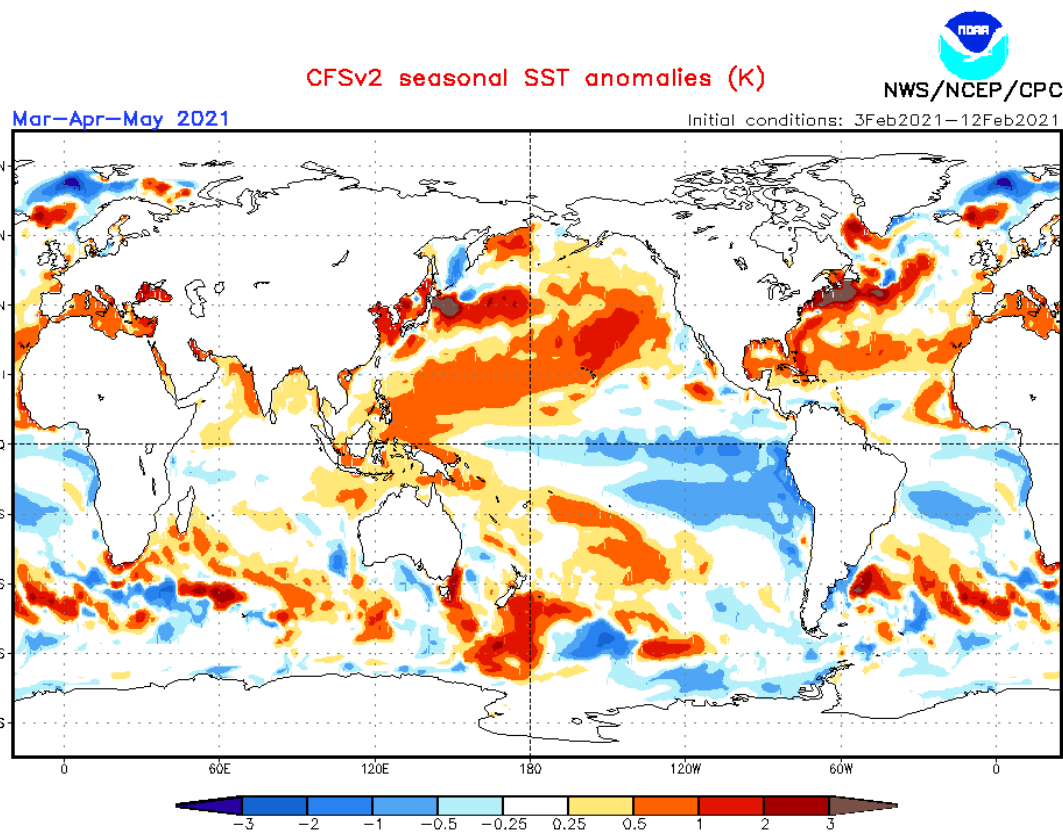 NOAA
CFSv2 seasonal SST anomalies (K)
NWS/NCEP/CPC
Mar-Apr-May 2021
Initial conditions: 3Feb2021-12Feb2021
N
N
N
Q
S
S
S
S
0 60E 120E 180 120W 60W 0
-3 -2 -1 -0.5 -0.25 0.25 0.5 1 2 3